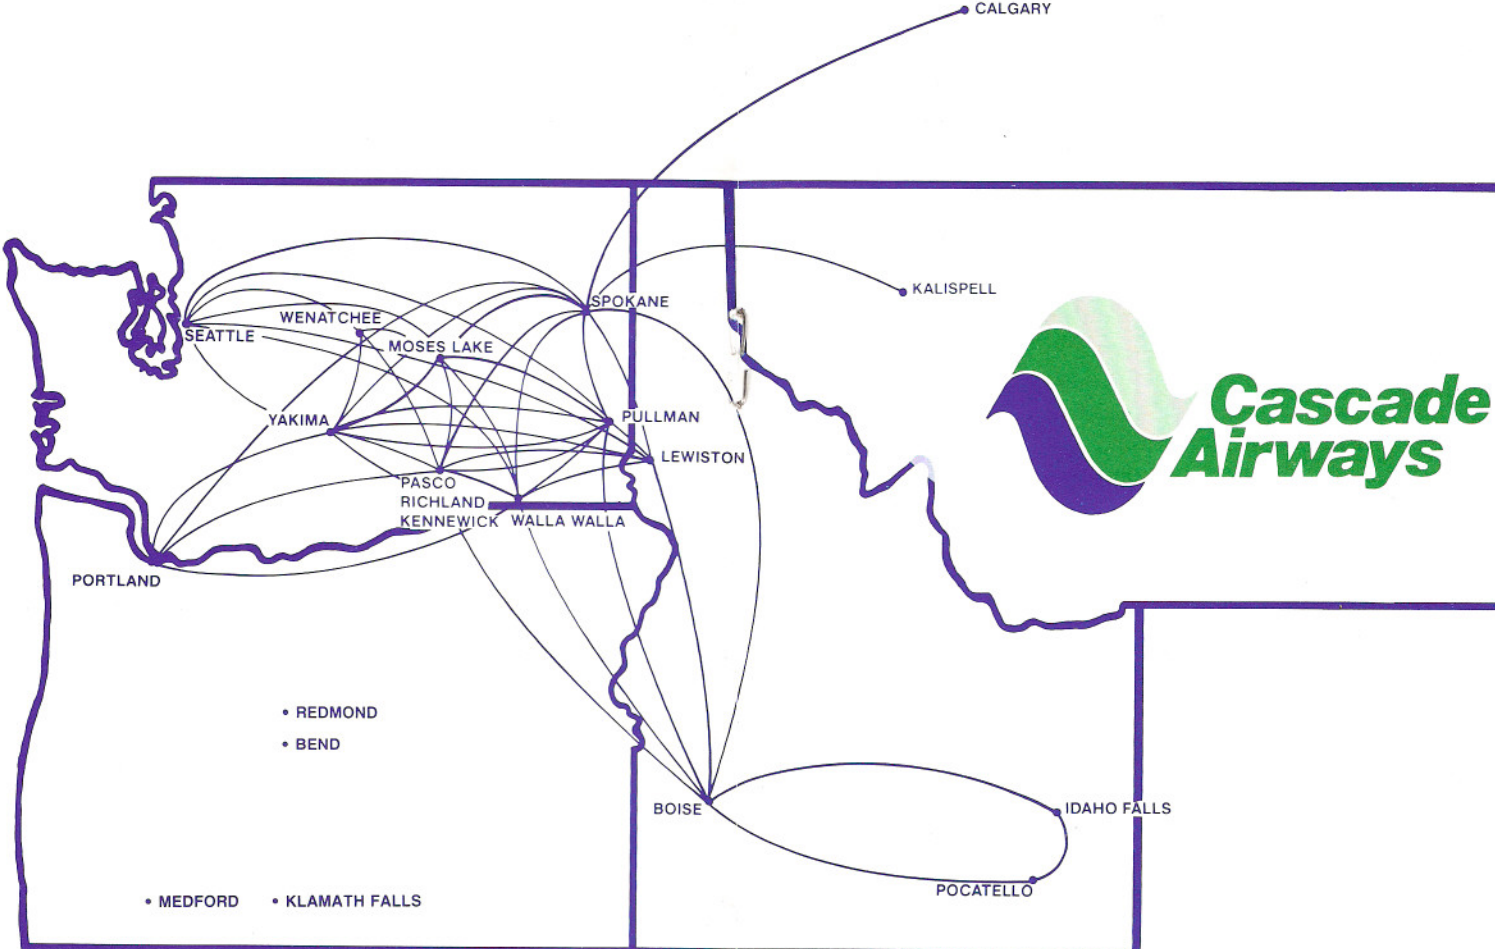 CALGARY
KALISPELL
SPOKANE
WENATCHEE
SEATTLE
MOSES LAKE
Cascade
Airways
YAKIMA
PULLMAN
LEWISTON
PASCO
RICHLAND
KENNEWICK
WALLA WALLA
PORTLAND
• REDMOND
• BEND
BOISE
IDAHO FALLS
POCATELLO
• MEDFORD
• KLAMATH FALLS